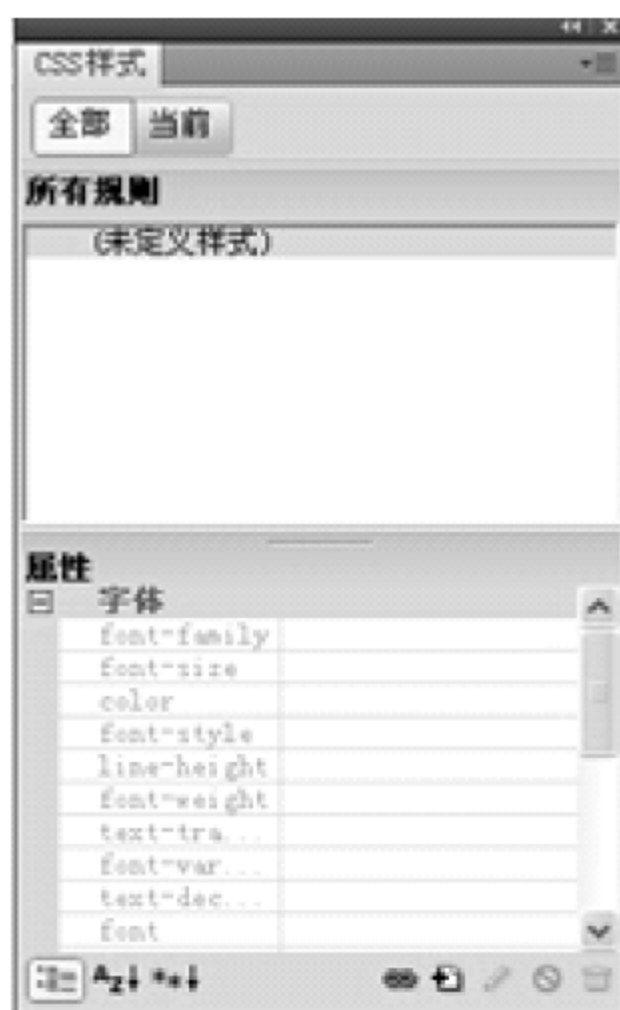 CSS样式
全部 当前
所有规则
(未定义样式)
属性
字体
font-family
font-size
color
font-style
line-height
font-weight
text-tra...
font-var...
text-dec...
font